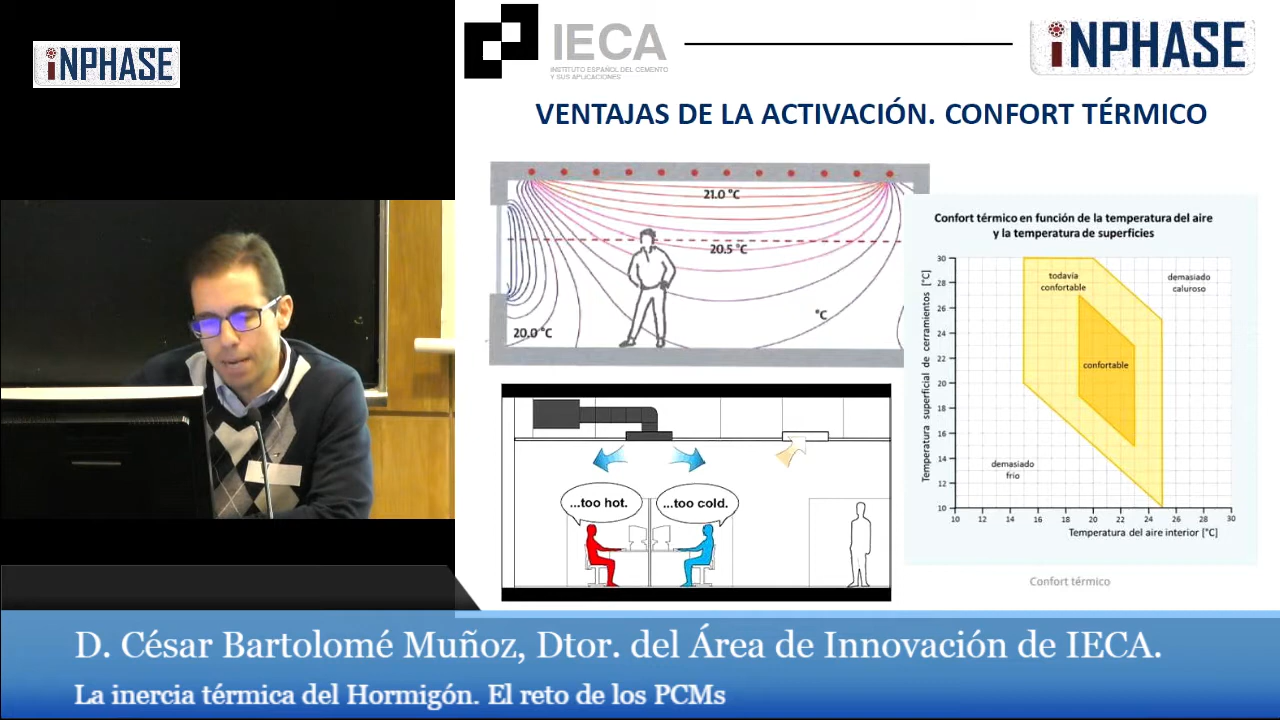 iNPHASE
IECA
INSTITUTO ESPAÑOL DEL CEMENTO
Y SUS APLICACIONES
iNPHASE
VENTAJAS DE LA ACTIVACIÓN. CONFORT TÉRMICO
21.0 °C
20.5 °C
°C
20.0 °C
...too hot.
...too cold.
Confort térmico en función de la temperatura del aire
y la temperatura de superficies
Temperatura superficial de cerramientos [°C]
30
28
26
24
22
20
18
16
14
12
10
todavía
confortable
demasiado
caluroso
confortable
demasiado
frio
10 12 14 16 18 20 22 24 26 28 30
Temperatura del aire interior [°C]
Confort térmico
D. César Bartolomé Muñoz, Dtor. del Área de Innovación de IECA.
La inercia térmica del Hormigón. El reto de los PCMs